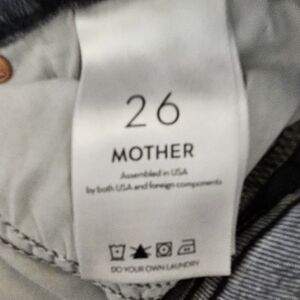 26
MOTHER
Assembled in USA
by both USA and foreign components
DO YOUR OWN LAUNDRY